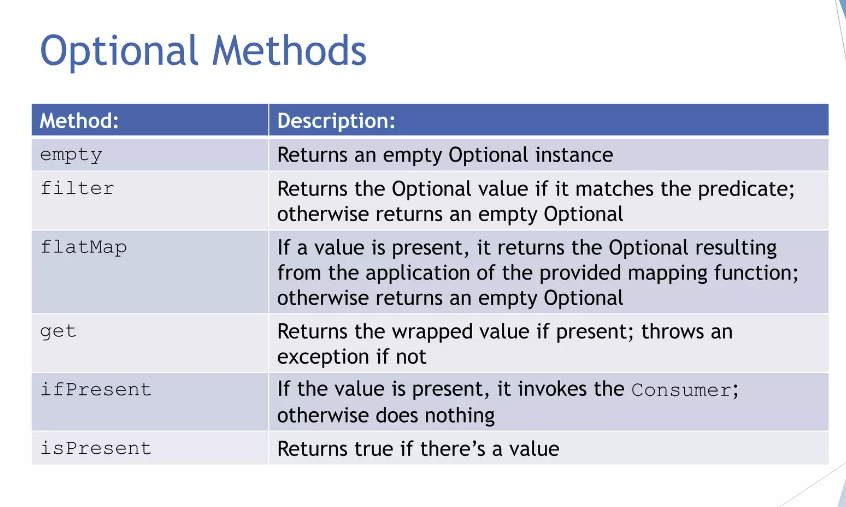 Optional Methods
Method: Description:
empty Returns an empty Optional instance
filter Returns the Optional value if it matches the predicate;
otherwise returns an empty Optional
flatMap If a value is present, it returns the Optional resulting
from the application of the provided mapping function;
otherwise returns an empty Optional
get Returns the wrapped value if present; throws an
exception if not
ifPresent If the value is present, it invokes the Consumer;
otherwise does nothing
isPresent Returns true if there’s a value